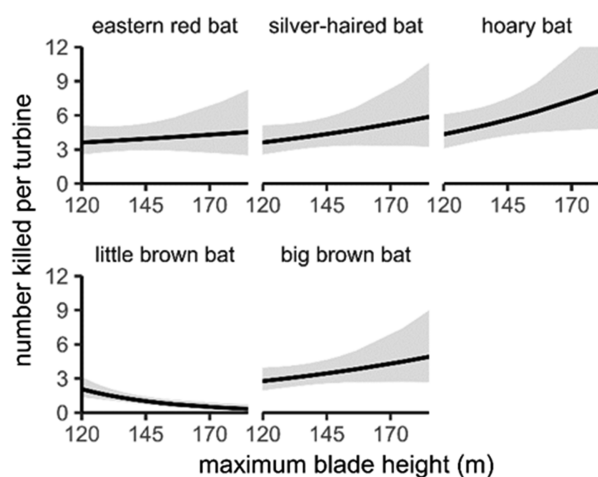 eastern red bat silver-haired bat hoary bat
12
9
6
3
0
120 145 170 120 145 170 120 145 170
little brown bat big brown bat
12
9
6
3
0
120 145 170 120 145 170
number killed per turbine
maximum blade height (m)